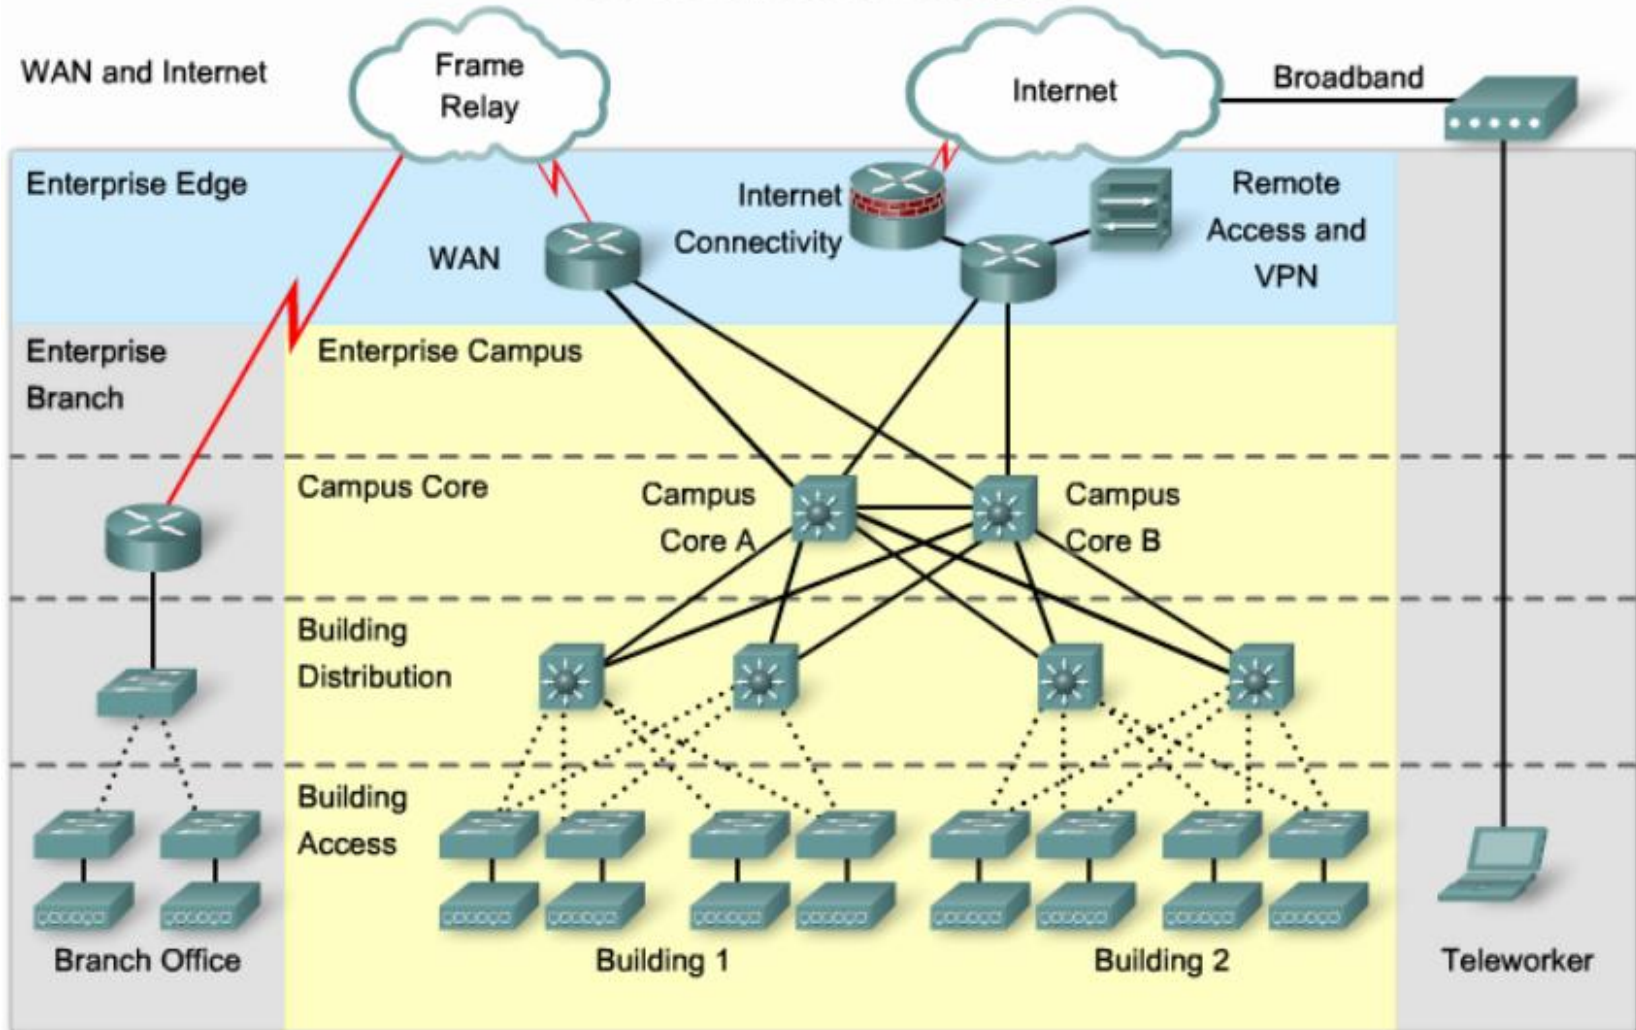 WAN and Internet
Frame
Relay
Internet
Broadband
Enterprise Edge
WAN
Internet
Connectivity
Remote
Access and
VPN
Enterprise
Branch
Enterprise Campus
Campus Core
Campus
Core A
Campus
Core B
Building
Distribution
Building
Access
Branch Office
Building 1
Building 2
Teleworker